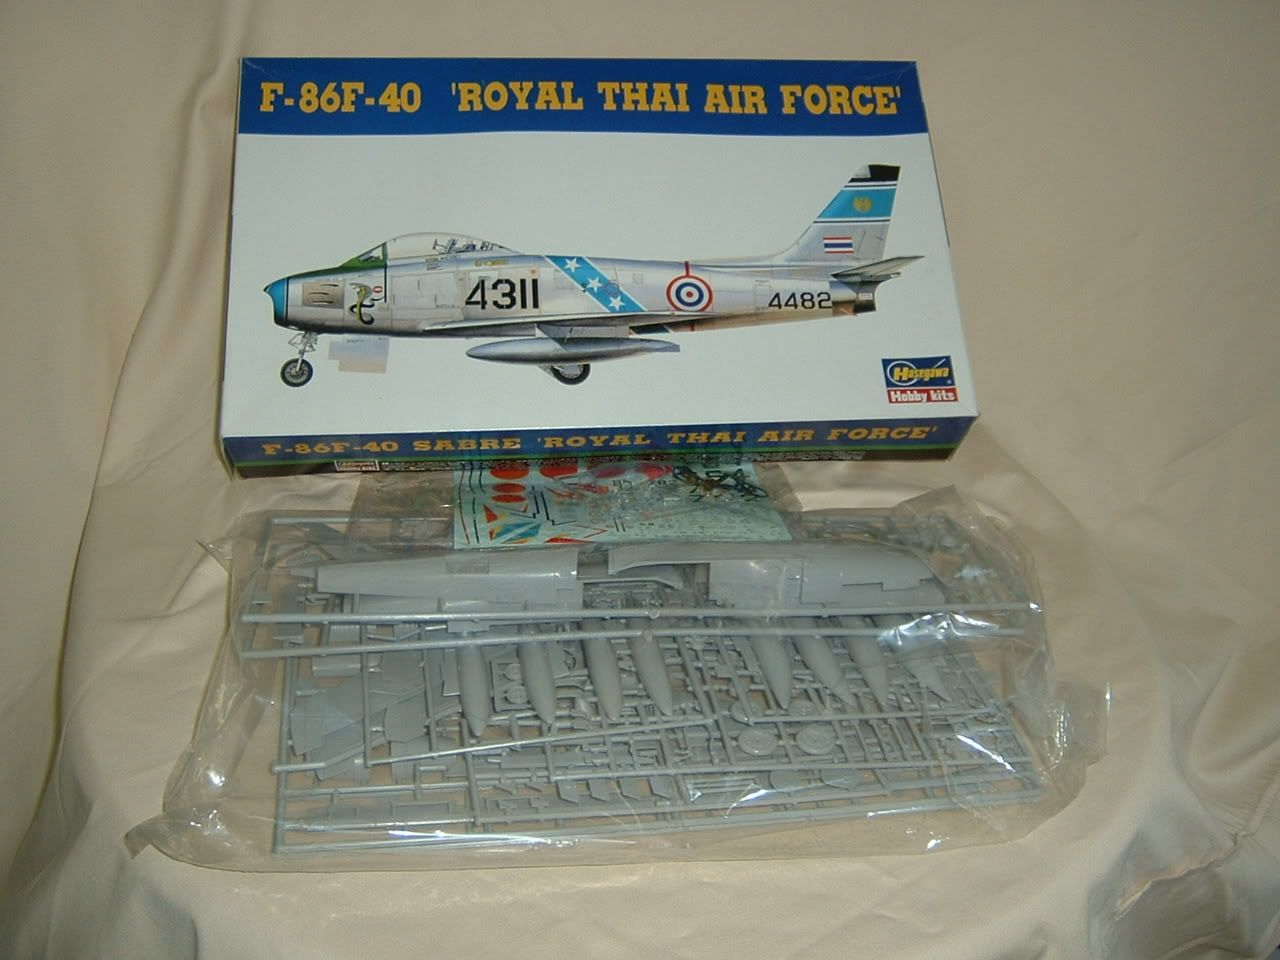 F-86F-40 'ROYAL THAI AIR FORCE'
4311
4482
Hasegawa
Hobby kits
F-86F-40 SABRE 'ROYAL THAI AIR FORCE'